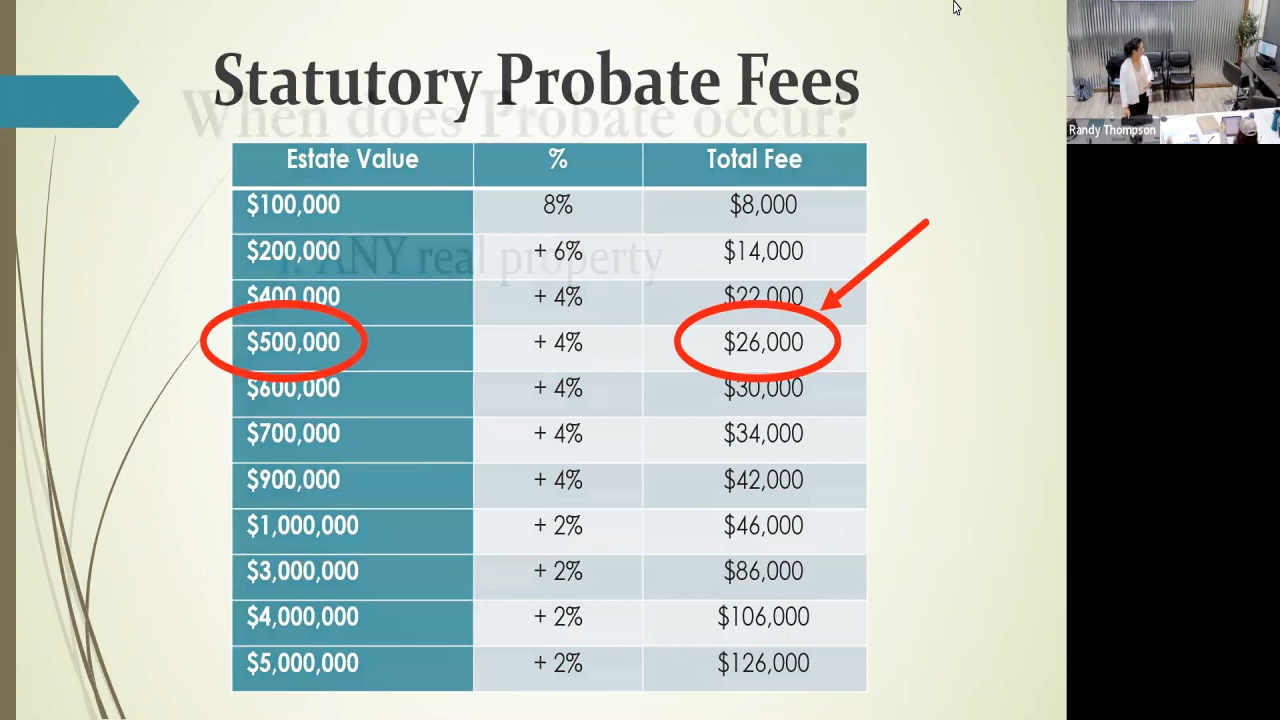 Statutory Probate Fees
When does Probate occur?
Estate Value % Total Fee
$100,000 8% $8,000
$200,000 + 6% $14,000
1. ANY real property
$400,000 + 4% $22,000
$500,000 + 4% $26,000
$600,000 + 4% $30,000
$700,000 + 4% $34,000
$900,000 + 4% $42,000
$1,000,000 + 2% $46,000
$3,000,000 + 2% $86,000
$4,000,000 + 2% $106,000
$5,000,000 + 2% $126,000
Randy Thompson